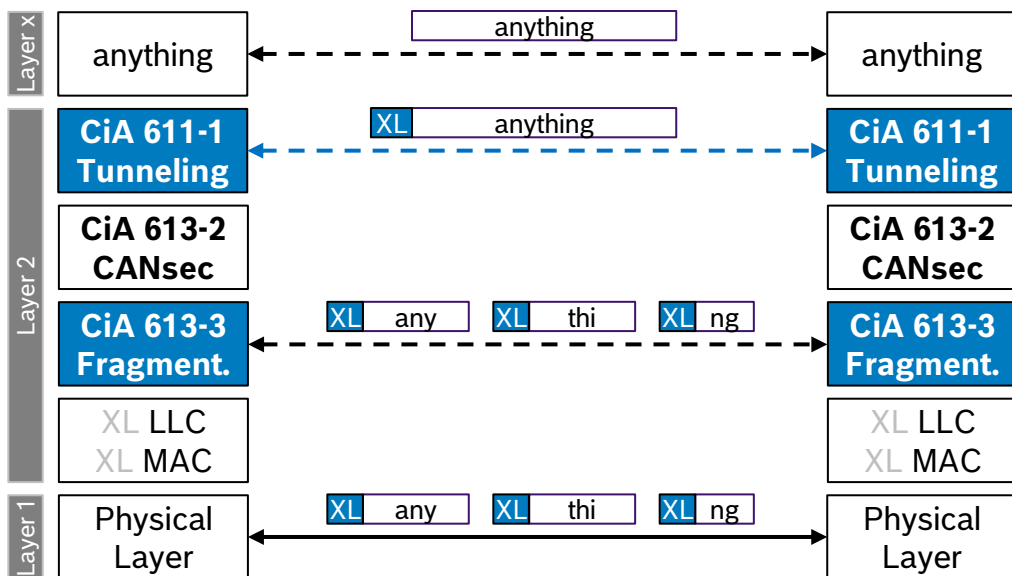 Layer x
anything
anything
anything
Layer 2
CiA 611-1
Tunneling
XL anything
CiA 611-1
Tunneling
CiA 613-2
CANsec
CiA 613-2
CANsec
CiA 613-3
Fragment.
XL any XL thi XL ng
CiA 613-3
Fragment.
XL LLC
XL MAC
XL LLC
XL MAC
Layer 1
Physical
Layer
XL any XL thi XL ng
Physical
Layer